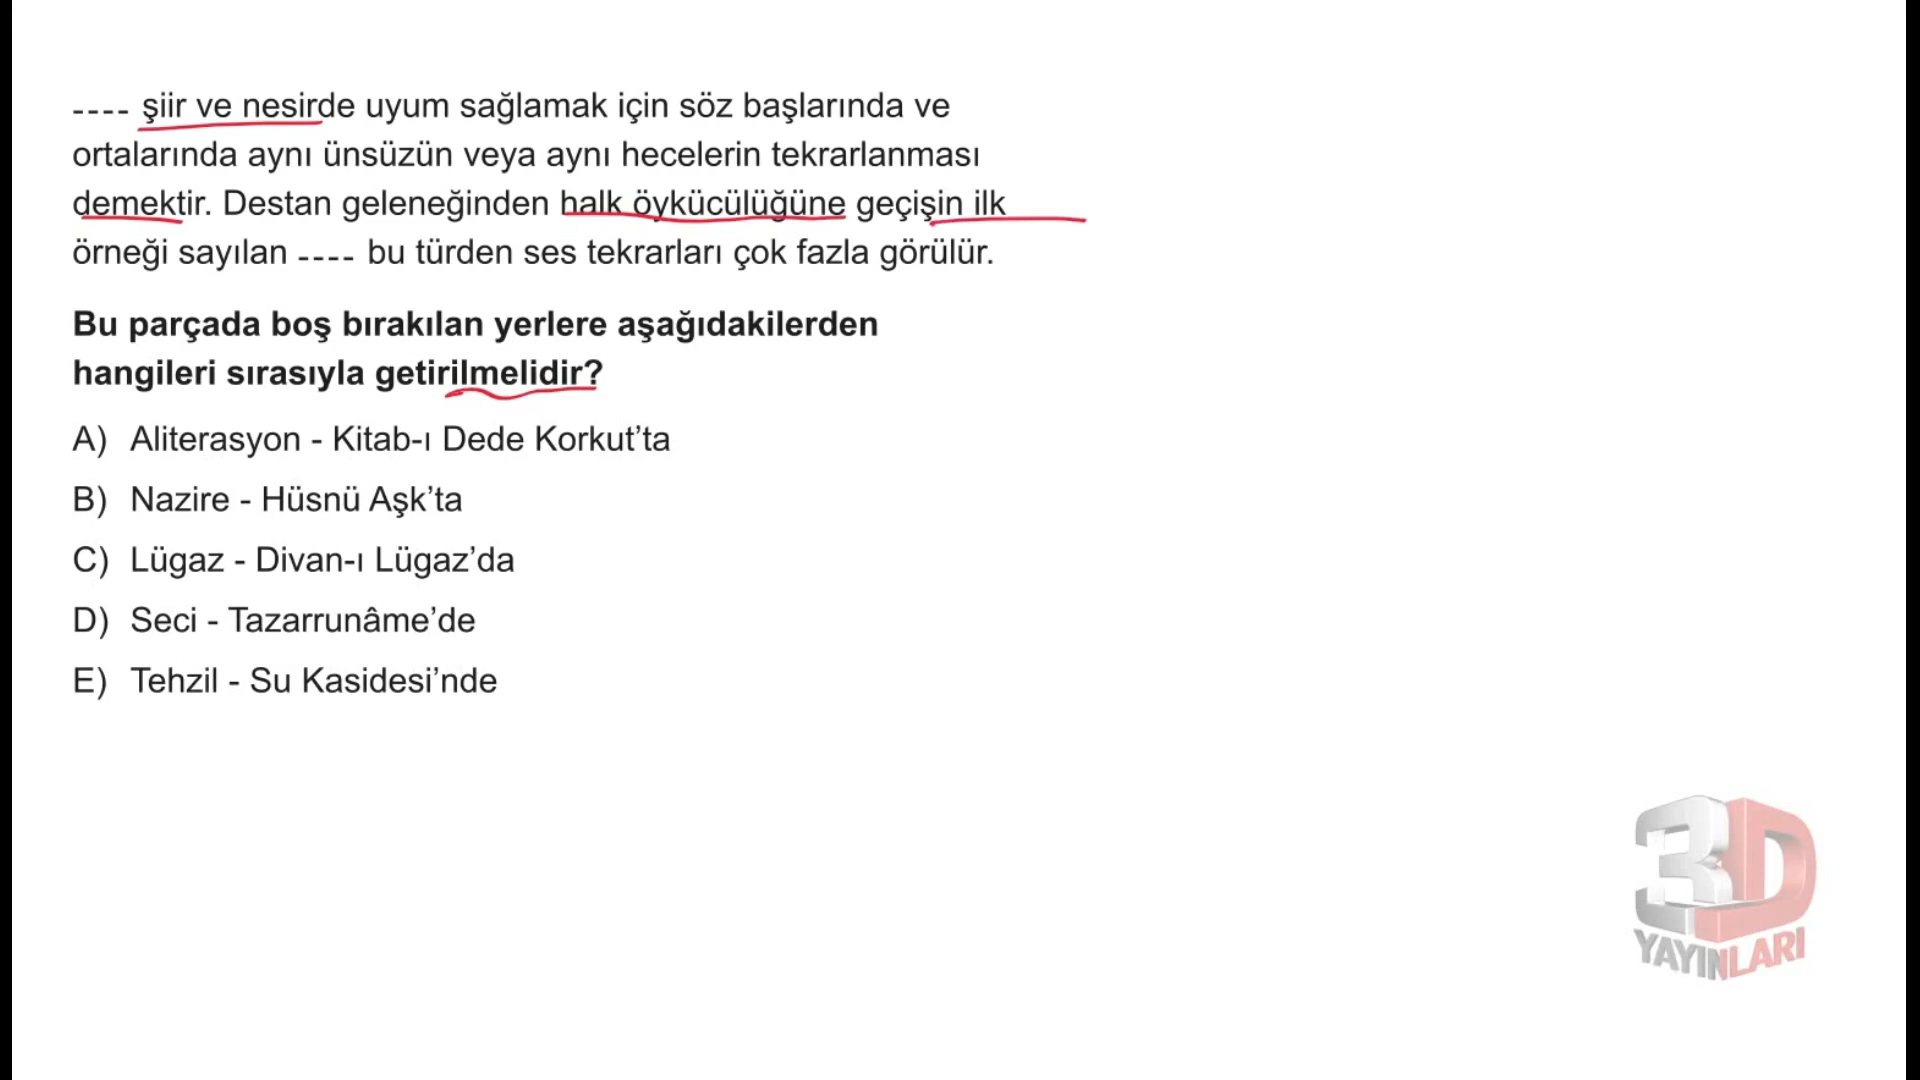 ---- şiir ve nesirde uyum sağlamak için söz başlarında ve
ortalarında aynı ünsüzün veya aynı hecelerin tekrarlanması
demektir. Destan geleneğinden halk öykücülüğüne geçişin ilk
örneği sayılan ---- bu türden ses tekrarları çok fazla görülür.
Bu parçada boş bırakılan yerlere aşağıdakilerden
hangileri sırasıyla getirilmelidir?
A) Aliterasyon - Kitab-ı Dede Korkut’ta
B) Nazire - Hüsnü Aşk’ta
C) Lügaz - Divan-ı Lügaz’da
D) Seci - Tazarrunâme’de
E) Tehzil - Su Kasidesi’nde
3D
YAYINLARI